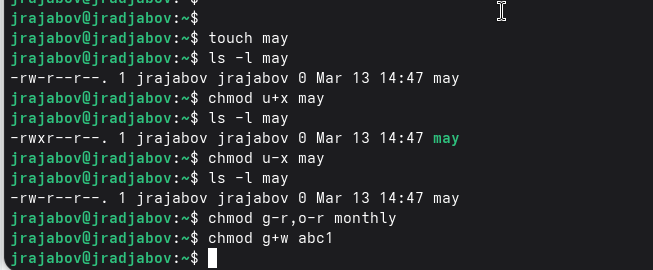 jrajabov@jradjabov:~$
jrajabov@jradjabov:~$ touch may
jrajabov@jradjabov:~$ ls -l may
-rw-r--r--. 1 jrajabov jrajabov 0 Mar 13 14:47 may
jrajabov@jradjabov:~$ chmod u+x may
jrajabov@jradjabov:~$ ls -l may
-rwxr--r--. 1 jrajabov jrajabov 0 Mar 13 14:47 may
jrajabov@jradjabov:~$ chmod u-x may
jrajabov@jradjabov:~$ ls -l may
-rw-r--r--. 1 jrajabov jrajabov 0 Mar 13 14:47 may
jrajabov@jradjabov:~$ chmod g-r,o-r monthly
jrajabov@jradjabov:~$ chmod g+w abc1
jrajabov@jradjabov:~$